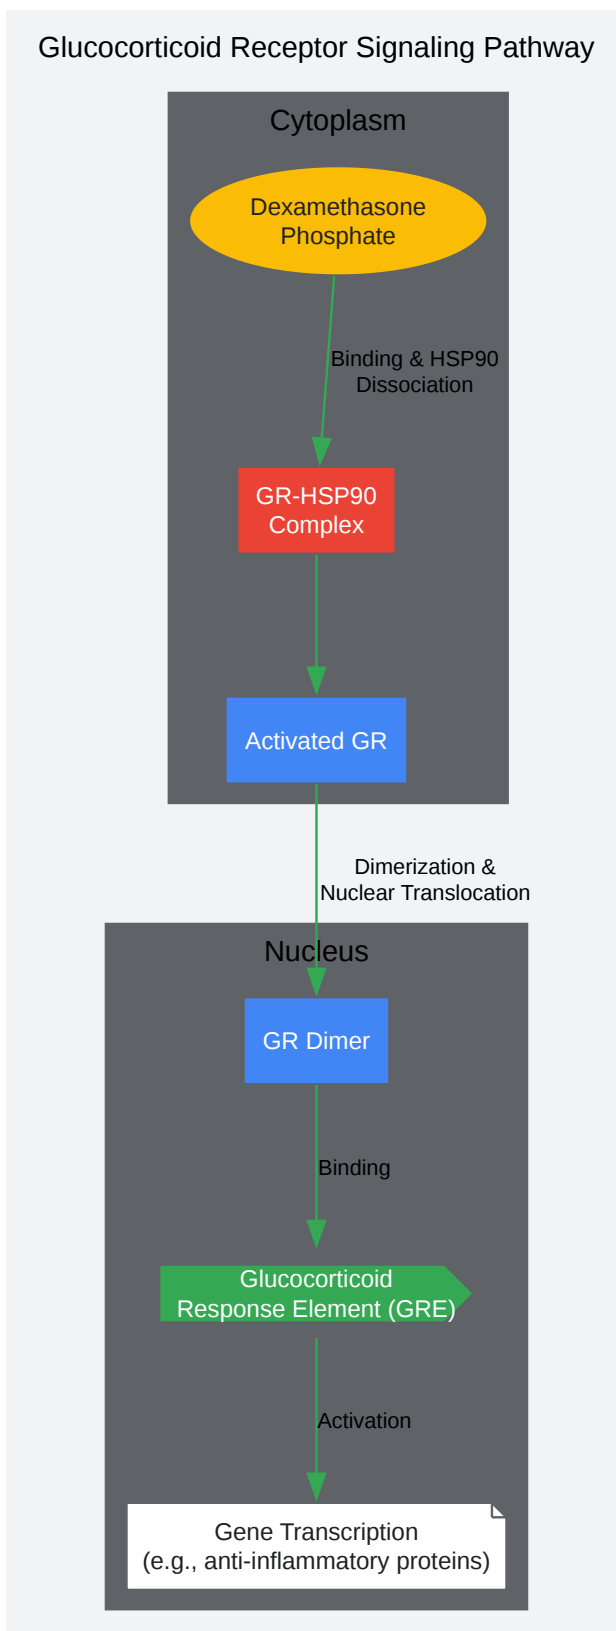 Glucocorticoid Receptor Signaling Pathway
Cytoplasm
Dexamethasone
Phosphate
Binding & HSP90
Dissociation
GR-HSP90
Complex
Activated GR
Dimerization &
Nuclear Translocation
Nucleus
GR Dimer
Binding
Glucocorticoid
Response Element (GRE)
Activation
Gene Transcription
(e.g., anti-inflammatory proteins)